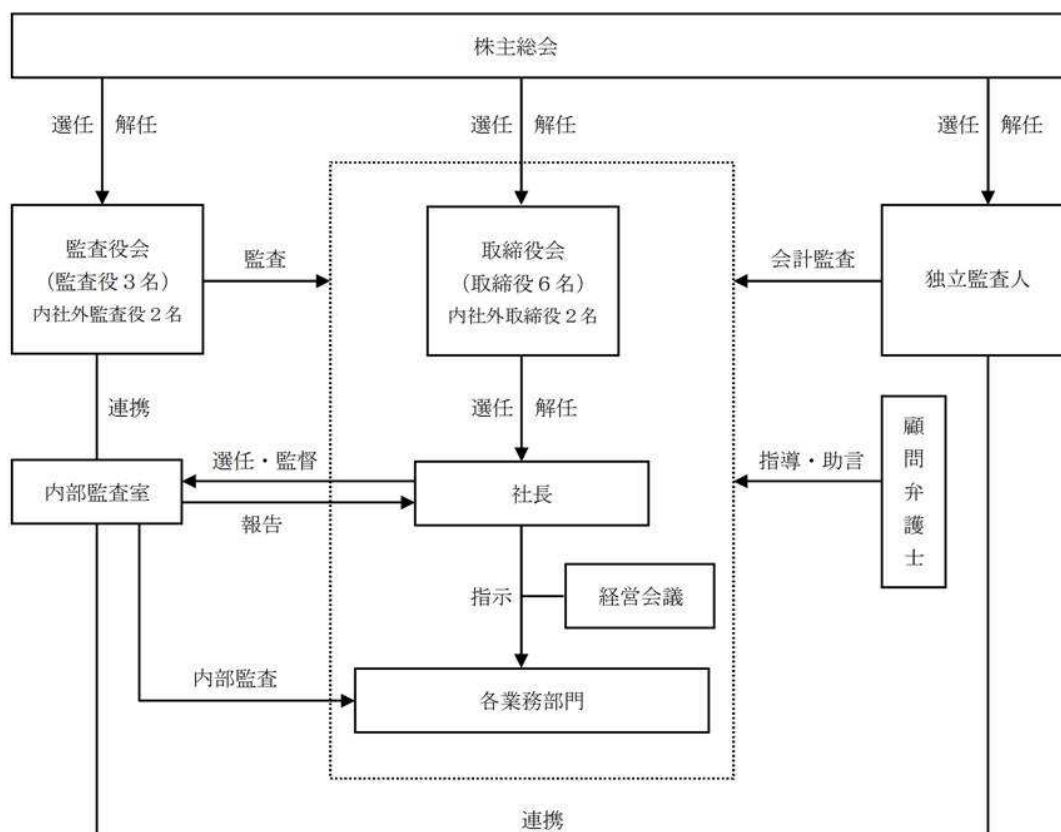 株主総会
選任 解任
選任 解任
選任 解任
監査役会
（監査役３名）
内社外監査役２名
監査
取締役会
（取締役６名）
内社外取締役２名
会計監査
独立監査人
連携
選任 解任
顧問弁護士
内部監査室
選任・監督
報告
社長
指導・助言
指示
経営会議
内部監査
各業務部門
連携